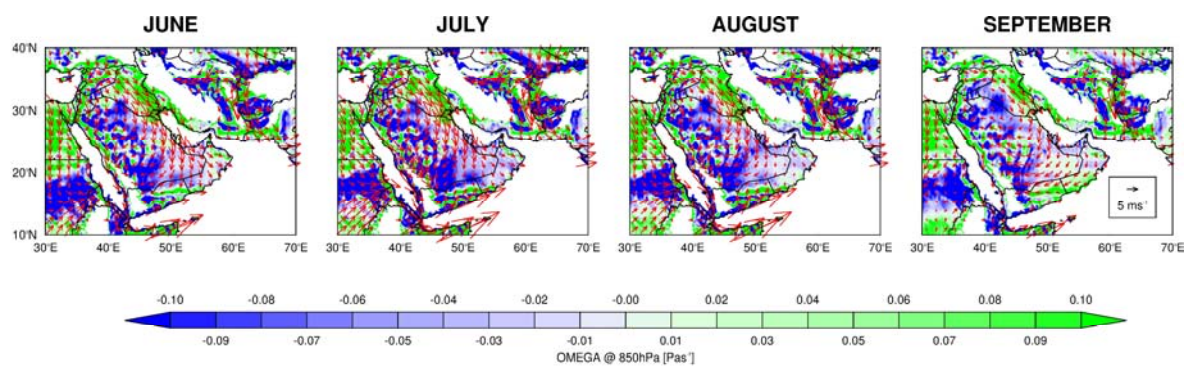 JUNE JULY AUGUST SEPTEMBER
40°N
30°N
20°N
10°N
5 ms⁻¹
30°E 40°E 50°E 60°E 70°E 30°E 40°E 50°E 60°E 70°E 30°E 40°E 50°E 60°E 70°E 30°E 40°E 50°E 60°E 70°E
-0.10 -0.08 -0.06 -0.04 -0.02 -0.00 0.02 0.04 0.06 0.08 0.10
-0.09 -0.07 -0.05 -0.03 -0.01 0.01 0.03 0.05 0.07 0.09
OMEGA @ 850hPa [Pas⁻¹]